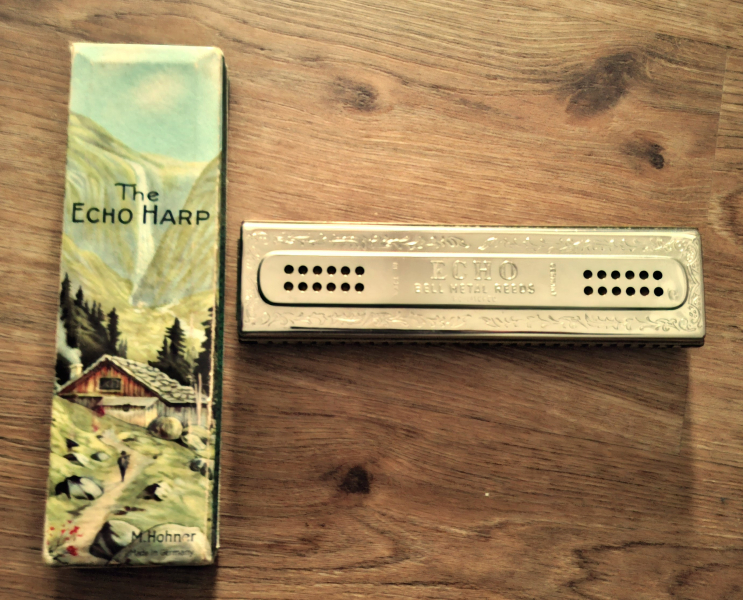 The
ECHO HARP
M. Hohner
Made in Germany
ECHO
BELL METAL REEDS